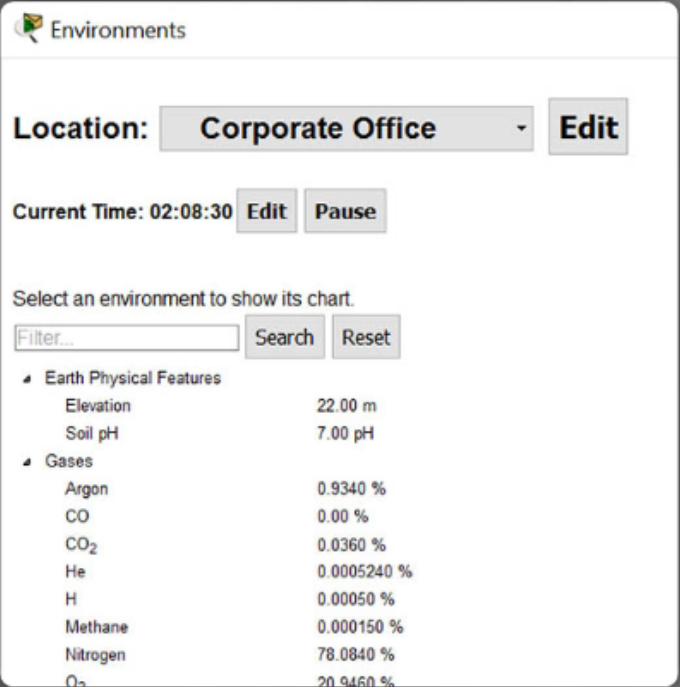 Environments
Location: Corporate Office Edit
Current Time: 02:08:30 Edit Pause
Select an environment to show its chart.
Filter... Search Reset
Earth Physical Features
Elevation 22.00 m
Soil pH 7.00 pH
Gases
Argon 0.9340 %
CO 0.00 %
CO₂ 0.0360 %
He 0.0005240 %
H 0.00050 %
Methane 0.000150 %
Nitrogen 78.0840 %
O₂ 20.9460 %